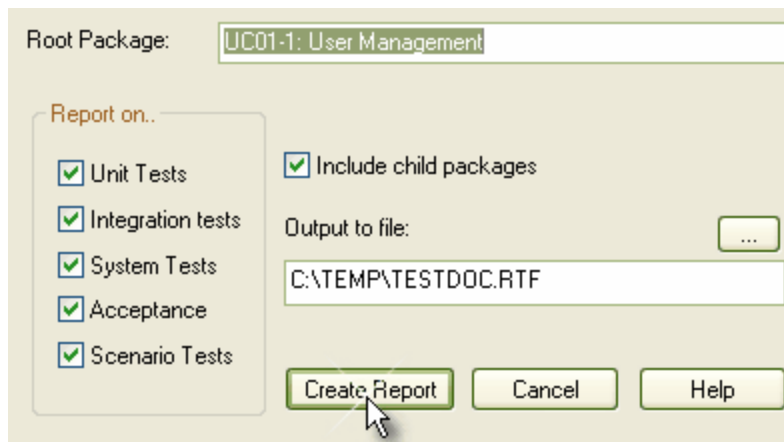 Root Package: UC01-1: User Management
Report on..
Unit Tests
Integration tests
System Tests
Acceptance
Scenario Tests
Include child packages
Output to file:
...
C:\TEMP\TESTDOC.RTF
Create Report Cancel Help